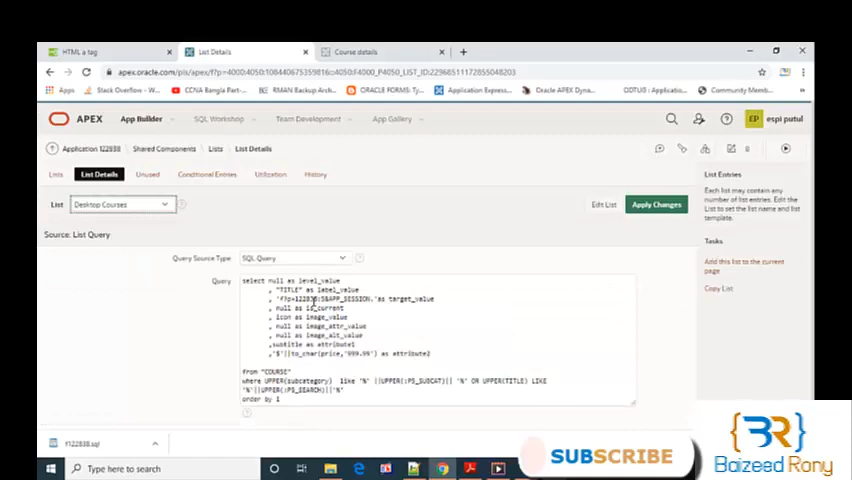 HTML a tag
List Details
Course details
apex.oracle.com/pls/apex/f?p=4000:4050:10844067535981
Apps
Stack Overflow - W...
CCNA Bangla Part-...
RMAN Backup Arch...
ORACLE FORMS- Ty...
Application Express...
Oracle APEX Dyna...
ODTUG : Applicatio...
Community Memb...
APEX
App Builder
SQL Workshop
Team Development
App Gallery
EP
espi putul
Application 122838
Shared Components
Lists
List Details
8
Lists
List Details
Unused
Conditional Entries
Utilization
History
List
Desktop Courses
Edit List
Apply Changes
Source: List Query
Query Source Type
SQL Query
Query
select null as level_value
, "TITLE" as label_value
as target_value
, null as is_current
, icon as image_value
, null as image_attr_value
, null as image_alt_value
,subtitle as attribute1
,'$'||to_char(price,'999.99') as attribute2
from "COURSE"
where UPPER(subcategory) like '%' ||UPPER(:P5_SUBCAT)|| '%' OR UPPER(TITLE) LIKE
'%'||UPPER(:P5_SEARCH)||'%'
order by 1
List Entries
Each list may contain any
number of list entries. Edit the
List to set the list name and list
template.
Tasks
Add this list to the current
page
Copy List
f122838.sql
Type here to search
SUBSCRIBE
BR
Baizeed Rony